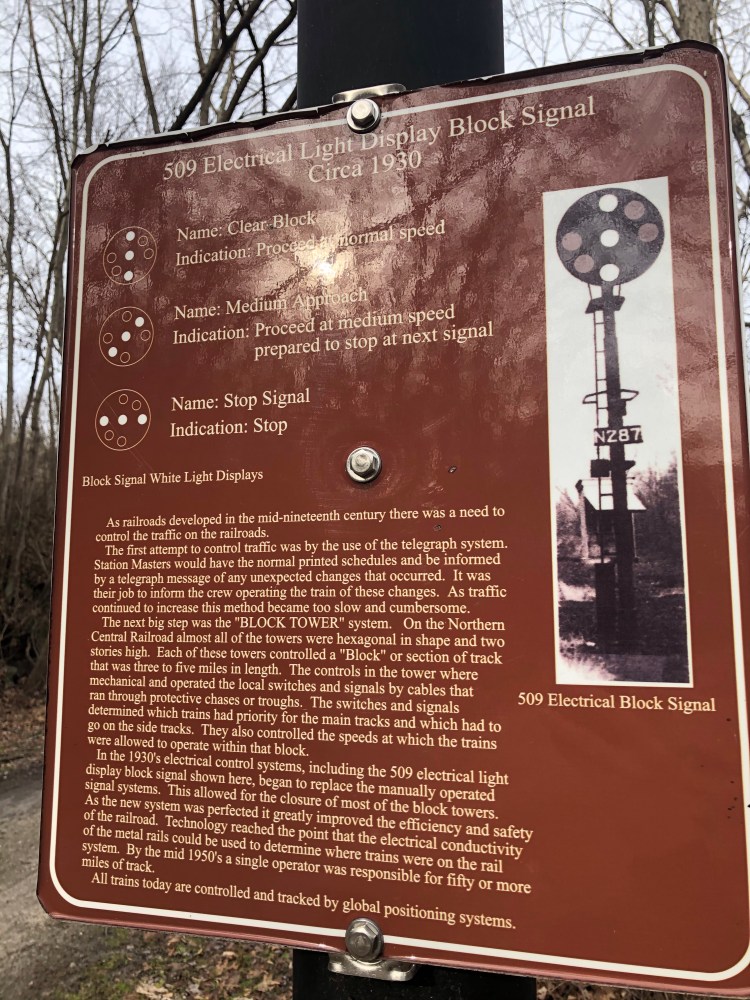 509 Electrical Light Display Block Signal
Circa 1930
Name: Clear-Block
Indication: Proceed at normal speed
Name: Medium Approach
Indication: Proceed at medium speed
prepared to stop at next signal
Name: Stop Signal
Indication: Stop
Block Signal White Light Displays
NZ87
509 Electrical Block Signal
As railroads developed in the mid-nineteenth century there was a need to
control the traffic on the railroads.
The first attempt to control traffic was by the use of the telegraph system.
Station Masters would have the normal printed schedules and be informed
by a telegraph message of any unexpected changes that occurred. It was
their job to inform the crew operating the train of these changes. As traffic
continued to increase this method became too slow and cumbersome.
The next big step was the "BLOCK TOWER" system. On the Northern
Central Railroad almost all of the towers were hexagonal in shape and two
stories high. Each of these towers controlled a "Block" or section of track
that was three to five miles in length. The controls in the tower where
mechanical and operated the local switches and signals by cables that
ran through protective chases or troughs. The switches and signals
determined which trains had priority for the main tracks and which had to
go on the side tracks. They also controlled the speeds at which the trains
were allowed to operate within that block.
In the 1930's electrical control systems, including the 509 electrical light
display block signal shown here, began to replace the manually operated
signal systems. This allowed for the closure of most of the block towers.
As the new system was perfected it greatly improved the efficiency and safety
of the railroad. Technology reached the point that the electrical conductivity
of the metal rails could be used to determine where trains were on the rail
system. By the mid 1950's a single operator was responsible for fifty or more
miles of track.
All trains today are controlled and tracked by global positioning systems.